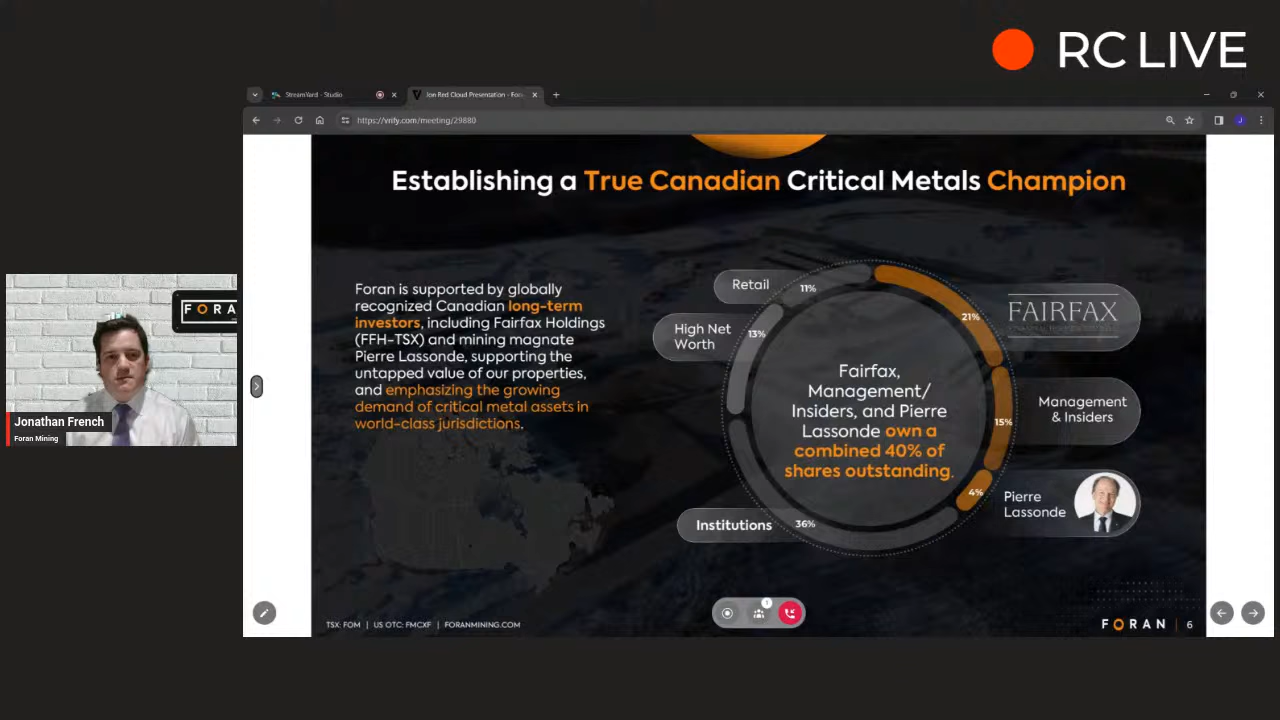 RC LIVE
StreamYard - Studio
Jon Red Cloud Presentation - For
https://vrify.com/meeting/29880
Establishing a True Canadian Critical Metals Champion
Foran is supported by globally
recognized Canadian long-term
investors, including Fairfax Holdings
(FFH-TSX) and mining magnate
Pierre Lassonde, supporting the
untapped value of our properties,
and emphasizing the growing
demand of critical metal assets in
world-class jurisdictions.
Retail
11%
High Net
Worth
13%
Institutions
36%
21%
FAIRFAX
15%
Management
& Insiders
4%
Pierre
Lassonde
Fairfax,
Management/
Insiders, and Pierre
Lassonde own a
combined 40% of
shares outstanding.
FORA
Jonathan French
Foran Mining
1
J
TSX: FOM | US OTC: FMCXF | FORANMINING.COM
FORAN | 6